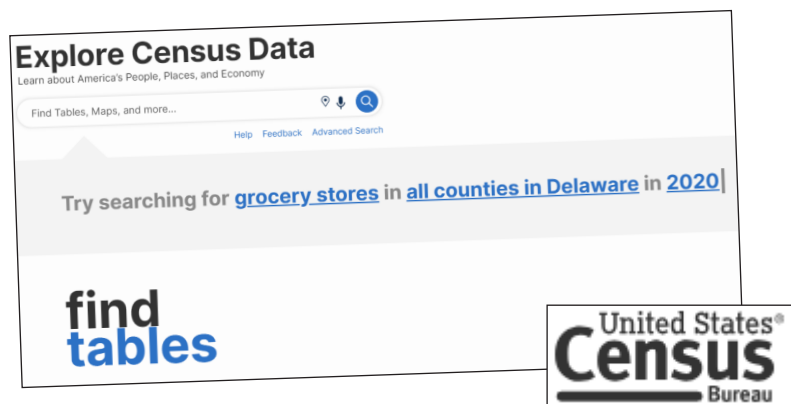 Explore Census Data
Learn about America's People, Places, and Economy
Find Tables, Maps, and more...
Help Feedback Advanced Search
Try searching for grocery stores in all counties in Delaware in 2020
find
tables
United States®
Census
Bureau